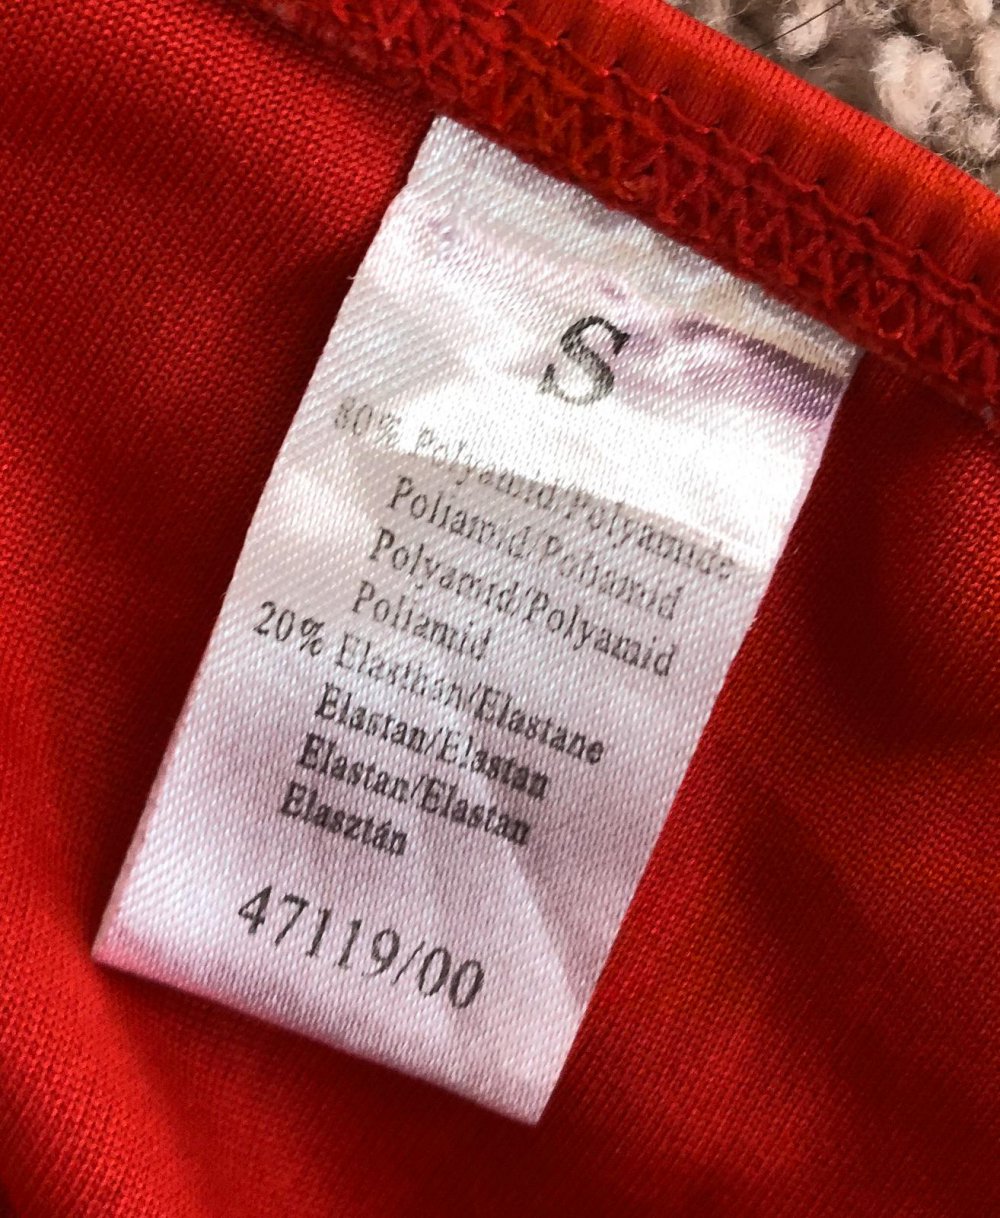 S
80% Polyamid/Polyamide
Poliamid/Poliamid
Polyamid/Polyamid
Poliamid
20% Elasthan/Elastane
Elastan/Elastan
Elastan/Elastan
Elasztán
47119/00